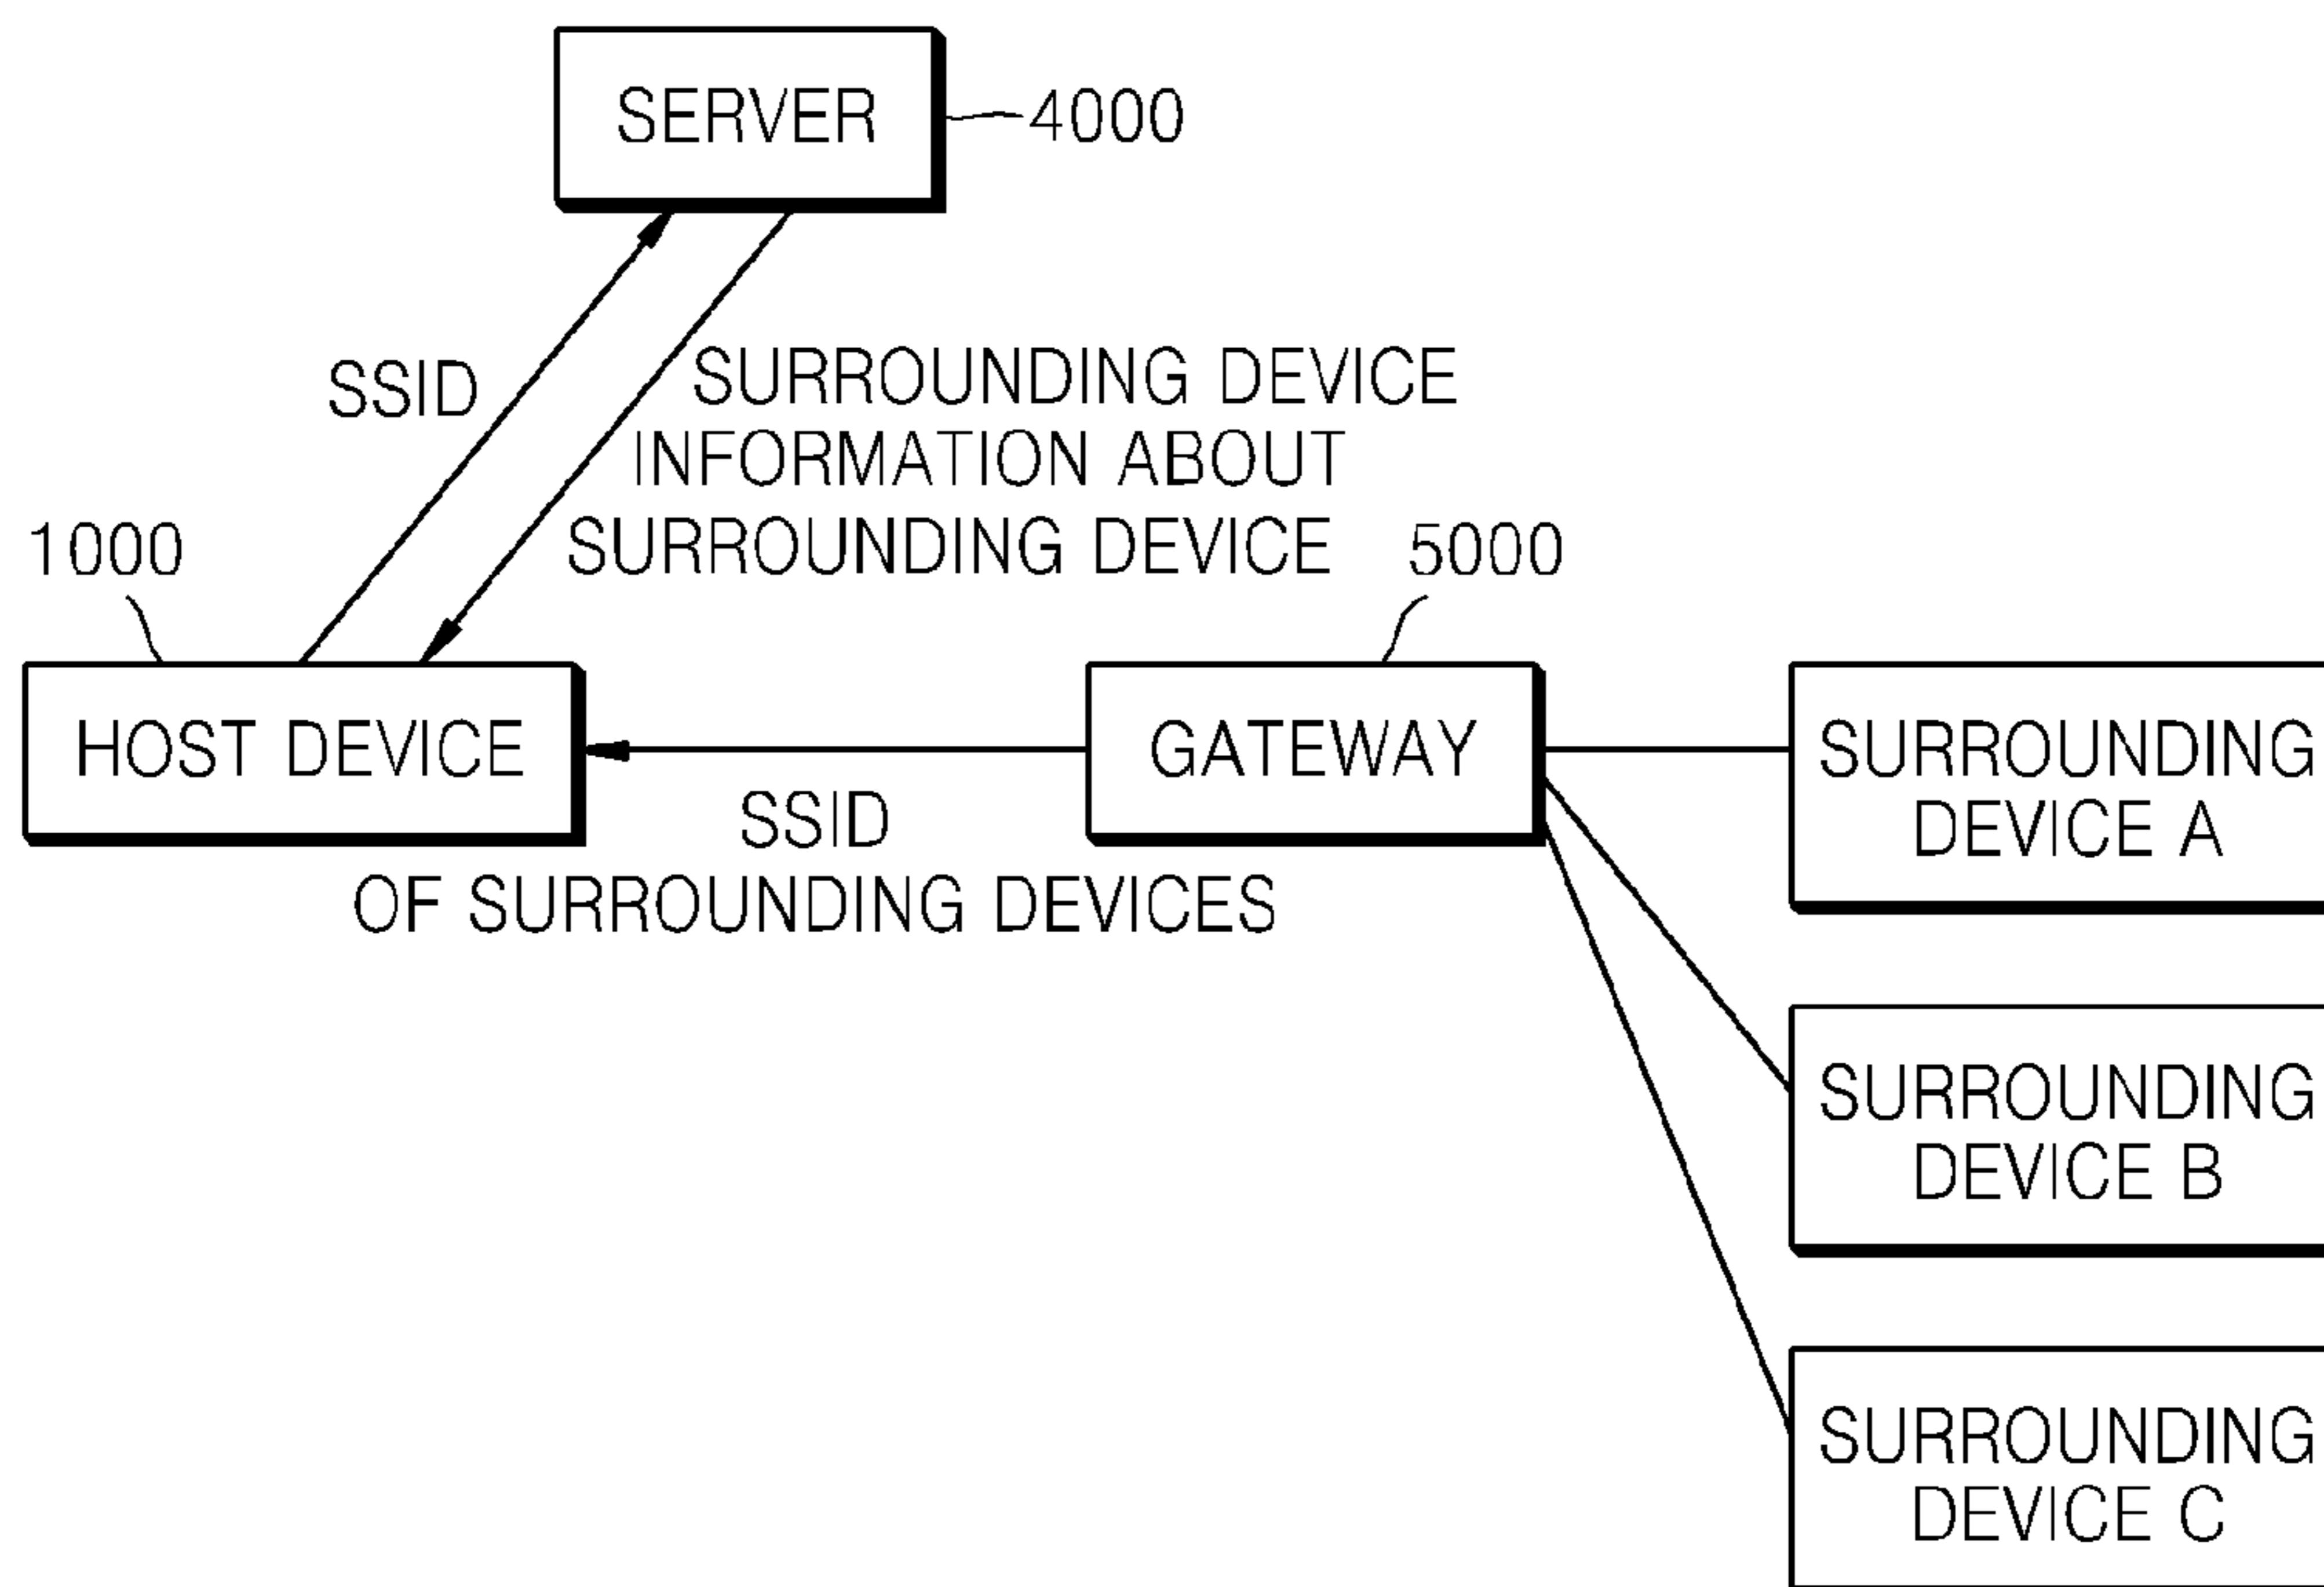 SERVER
4000
SSID
SURROUNDING DEVICE
INFORMATION ABOUT
SURROUNDING DEVICE
1000
5000
HOST DEVICE
GATEWAY
SSID
OF SURROUNDING DEVICES
SURROUNDING
DEVICE A
SURROUNDING
DEVICE B
SURROUNDING
DEVICE C